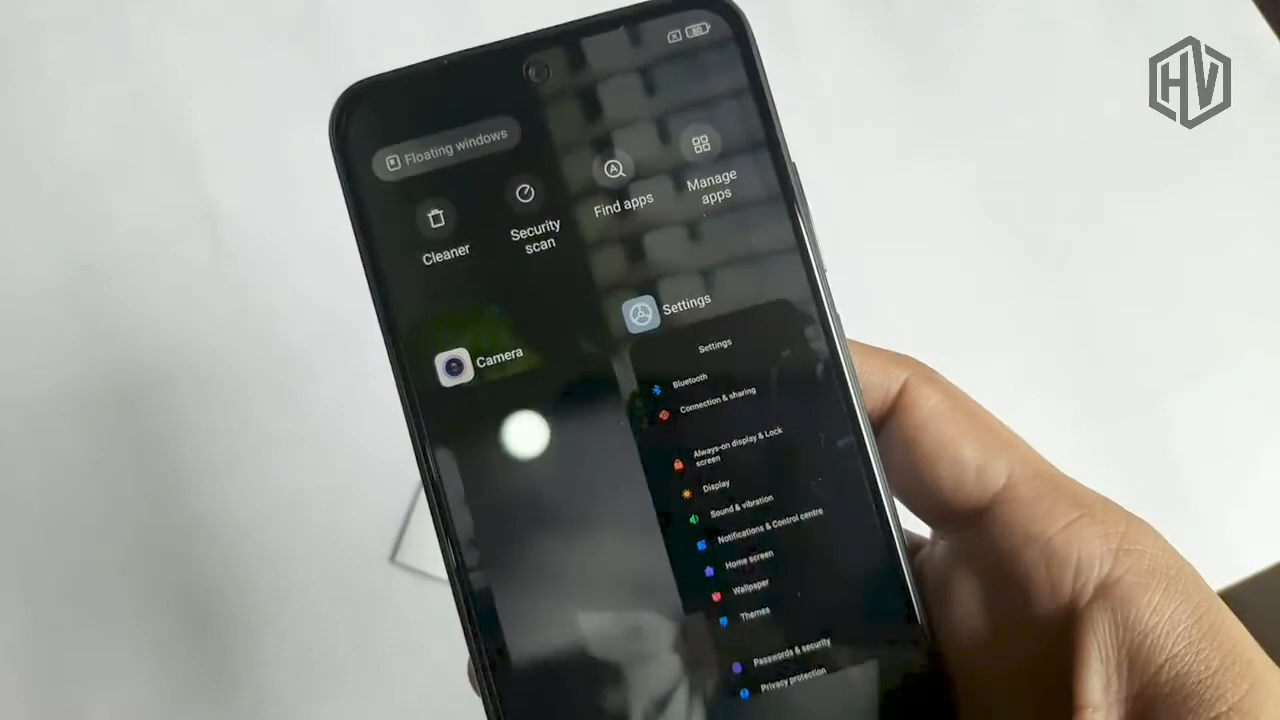 HV
80
Floating windows
Cleaner
Security
scan
Find apps
Manage
apps
Camera
Settings
Settings
Bluetooth
Connection & sharing
Always-on display & Lock
screen
Display
Sound & vibration
Notifications & Control centre
Home screen
Wallpaper
Themes
Passwords & security
Privacy protection